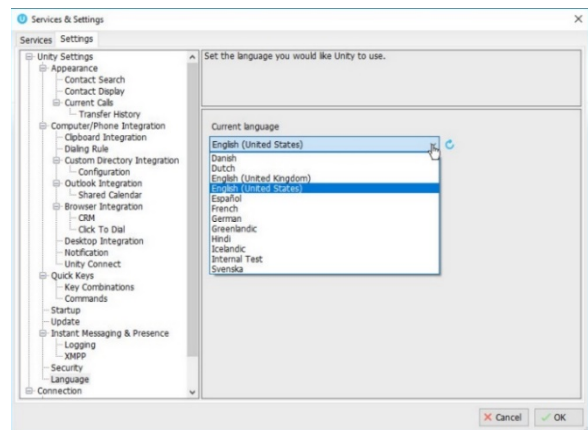 Services & Settings
Services Settings
Unity Settings
Appearance
Contact Search
Contact Display
Current Calls
Transfer History
Computer/Phone Integration
Clipboard Integration
Dialing Rule
Custom Directory Integration
Configuration
Outlook Integration
Shared Calendar
Browser Integration
CRM
Click To Dial
Desktop Integration
Notification
Unity Connect
Quick Keys
Key Combinations
Commands
Startup
Update
Instant Messaging & Presence
Logging
XMPP
Security
Language
Connection
Set the language you would like Unity to use.
Current language
English (United States)
Danish
Dutch
English (United Kingdom)
English (United States)
Español
French
German
Greenlandic
Hindi
Icelandic
Internal Test
Svenska
Cancel OK